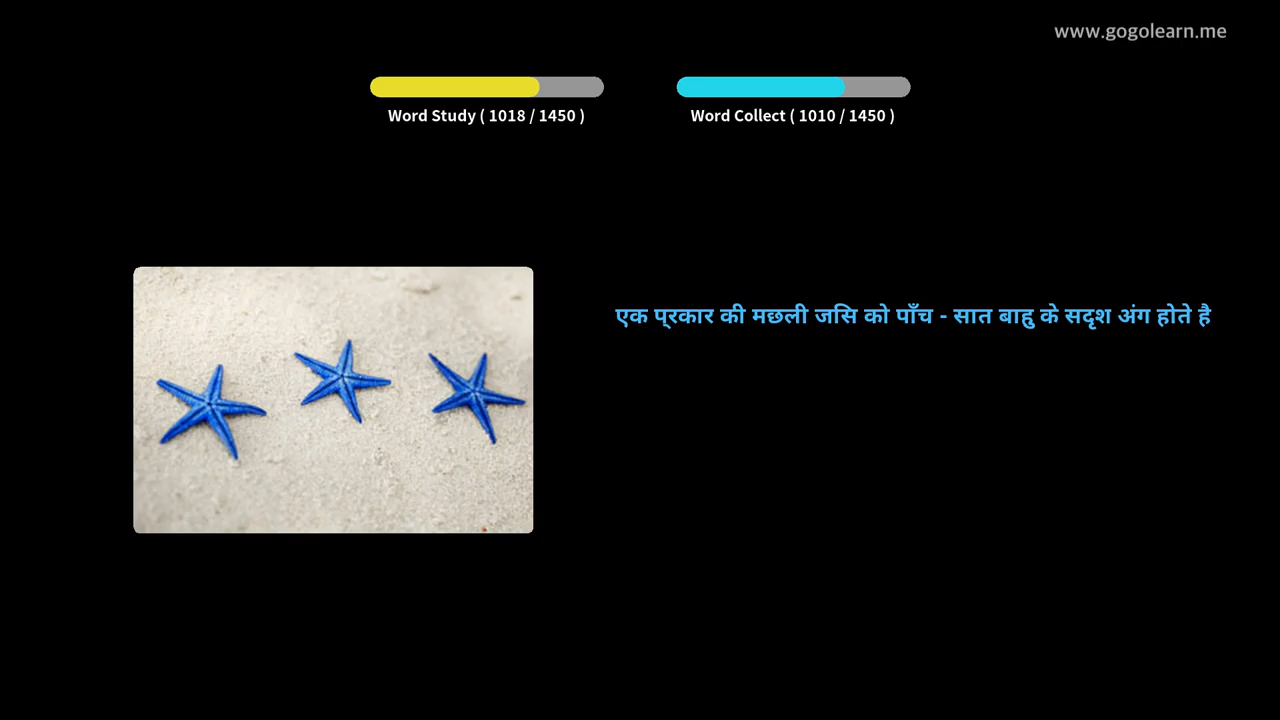 www.gogolearn.me
Word Study ( 1018 / 1450 )
Word Collect ( 1010 / 1450 )
एक प्रकार की मछली जसि को पाँच - सात बाहु के सदृश अंग होते है